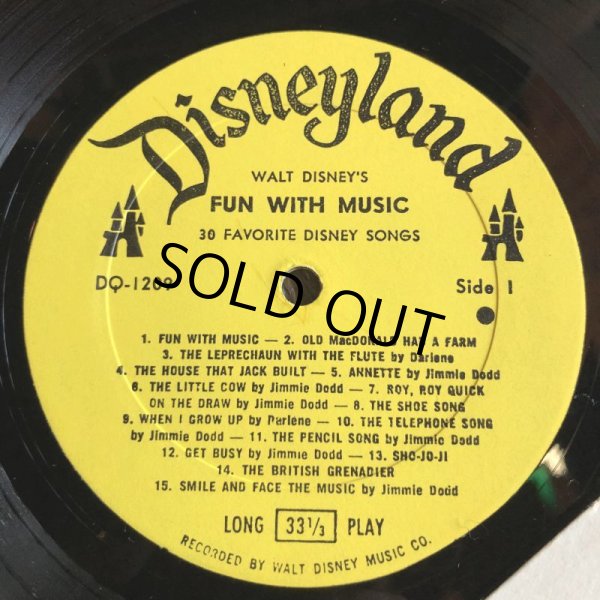 Disneyland
WALT DISNEY'S
FUN WITH MUSIC
30 FAVORITE DISNEY SONGS
DQ-1209 Side 1
SOLD OUT
1. FUN WITH MUSIC — 2. OLD MacDONALD HAD A FARM
3. THE LEPRECHAUN WITH THE FLUTE by Darlene
4. THE HOUSE THAT JACK BUILT — 5. ANNETTE by Jimmie Dodd
6. THE LITTLE COW by Jimmie Dodd — 7. ROY, ROY QUICK
ON THE DRAW by Jimmie Dodd — 8. THE SHOE SONG
9. WHEN I GROW UP by Darlene — 10. THE TELEPHONE SONG
by Jimmie Dodd — 11. THE PENCIL SONG by Jimmie Dodd
12. GET BUSY by Jimmie Dodd — 13. SHO-JO-JI
14. THE BRITISH GRENADIER
15. SMILE AND FACE THE MUSIC by Jimmie Dodd
LONG 33⅓ PLAY
RECORDED BY WALT DISNEY MUSIC CO.